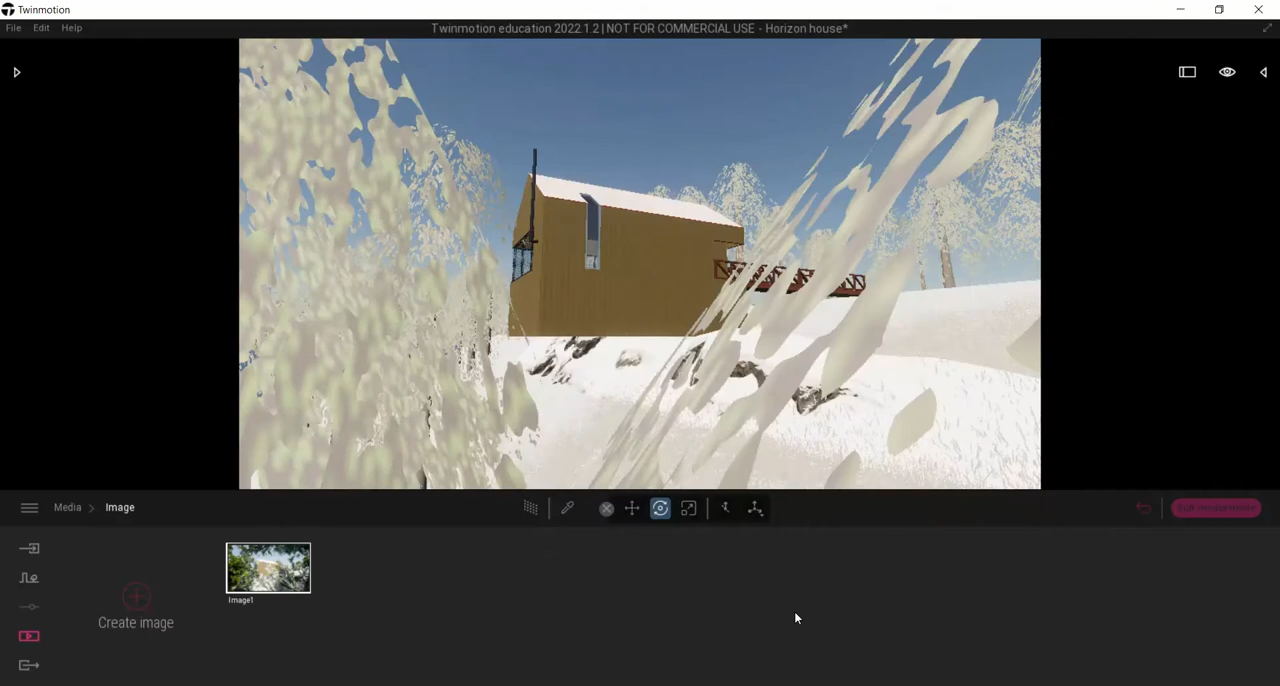 Twinmotion
File Edit Help
Twinmotion education 2022.1.2 | NOT FOR COMMERCIAL USE - Horizon house*
Media > Image
Create image
Image1